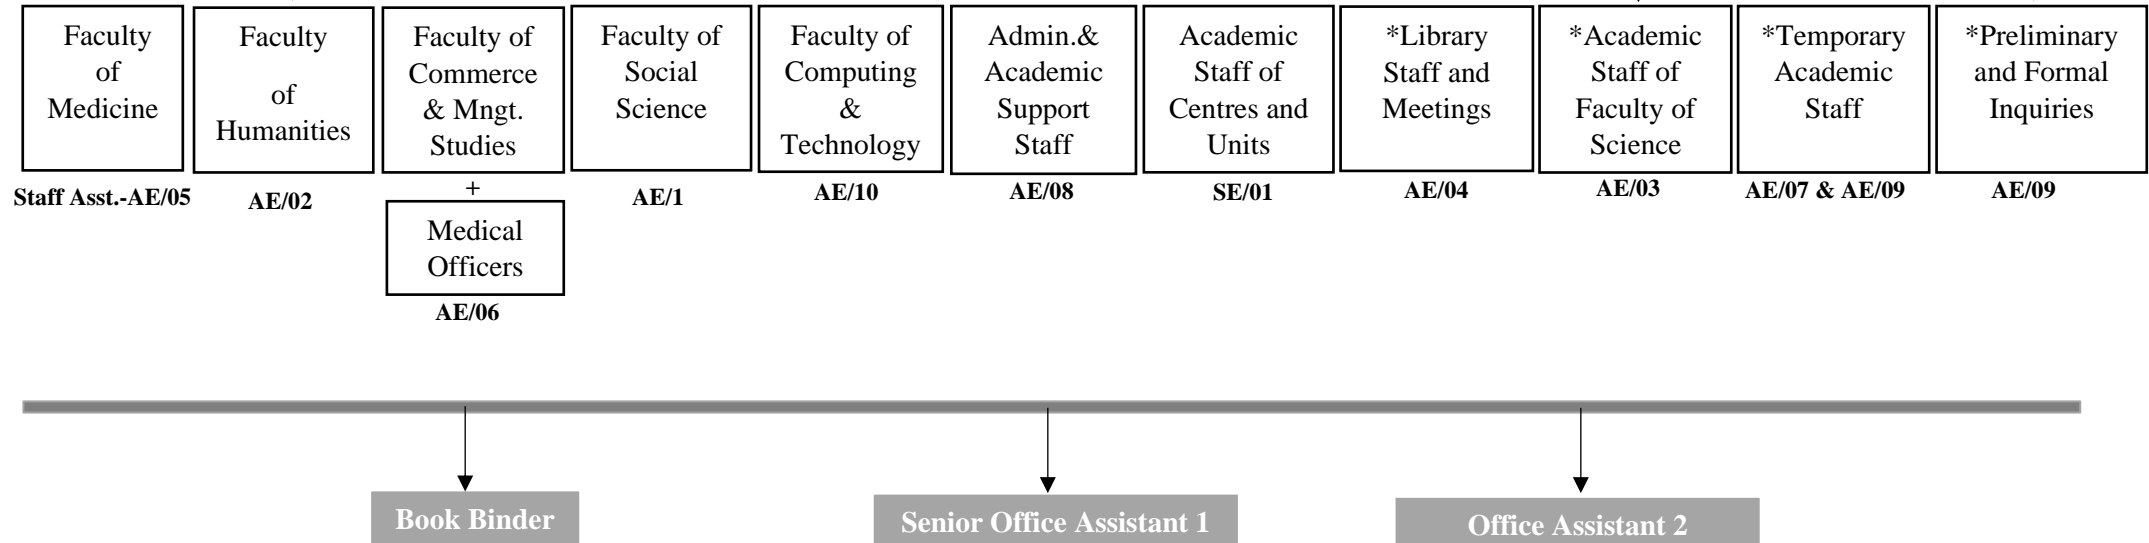 Faculty
of
Medicine
Staff Asst.-AE/05
Faculty
of
Humanities
AE/02
Faculty of
Commerce
& Mngt.
Studies
+
Medical
Officers
AE/06
Faculty of
Social
Science
AE/1
Faculty of
Computing
&
Technology
AE/10
Admin.&
Academic
Support
Staff
AE/08
Academic
Staff of
Centres and
Units
SE/01
*Library
Staff and
Meetings
AE/04
*Academic
Staff of
Faculty of
Science
AE/03
*Temporary
Academic
Staff
AE/07 & AE/09
*Preliminary
and Formal
Inquiries
AE/09
Book Binder
Senior Office Assistant 1
Office Assistant 2